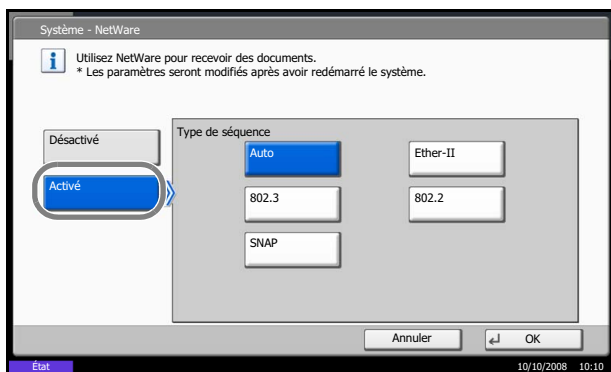 Système - NetWare
Utilisez NetWare pour recevoir des documents.
* Les paramètres seront modifiés après avoir redémarré le système.
Type de séquence
Désactivé
Auto
Ether-II
Activé
802.3
802.2
SNAP
Annuler
OK
État
10/10/2008 10:10